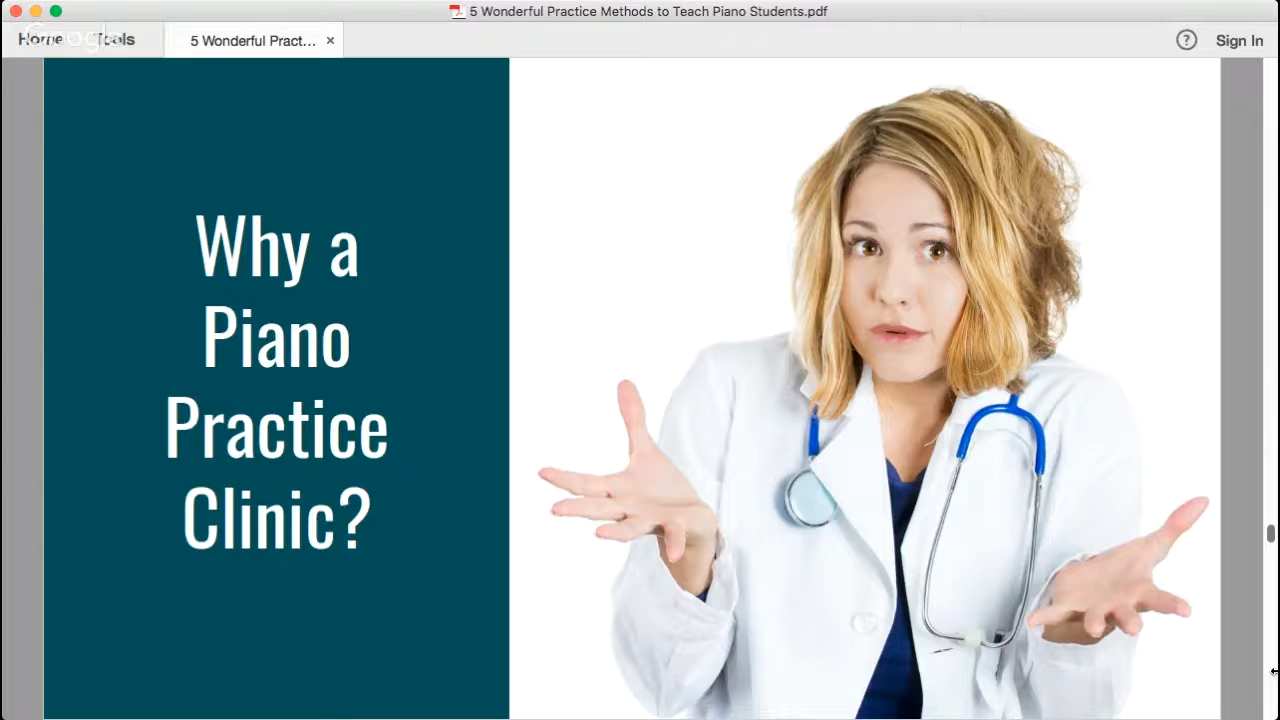 5 Wonderful Practice Methods to Teach Piano Students.pdf
Home Tools 5 Wonderful Pract... × ? Sign In
Google
Why a
Piano
Practice
Clinic?